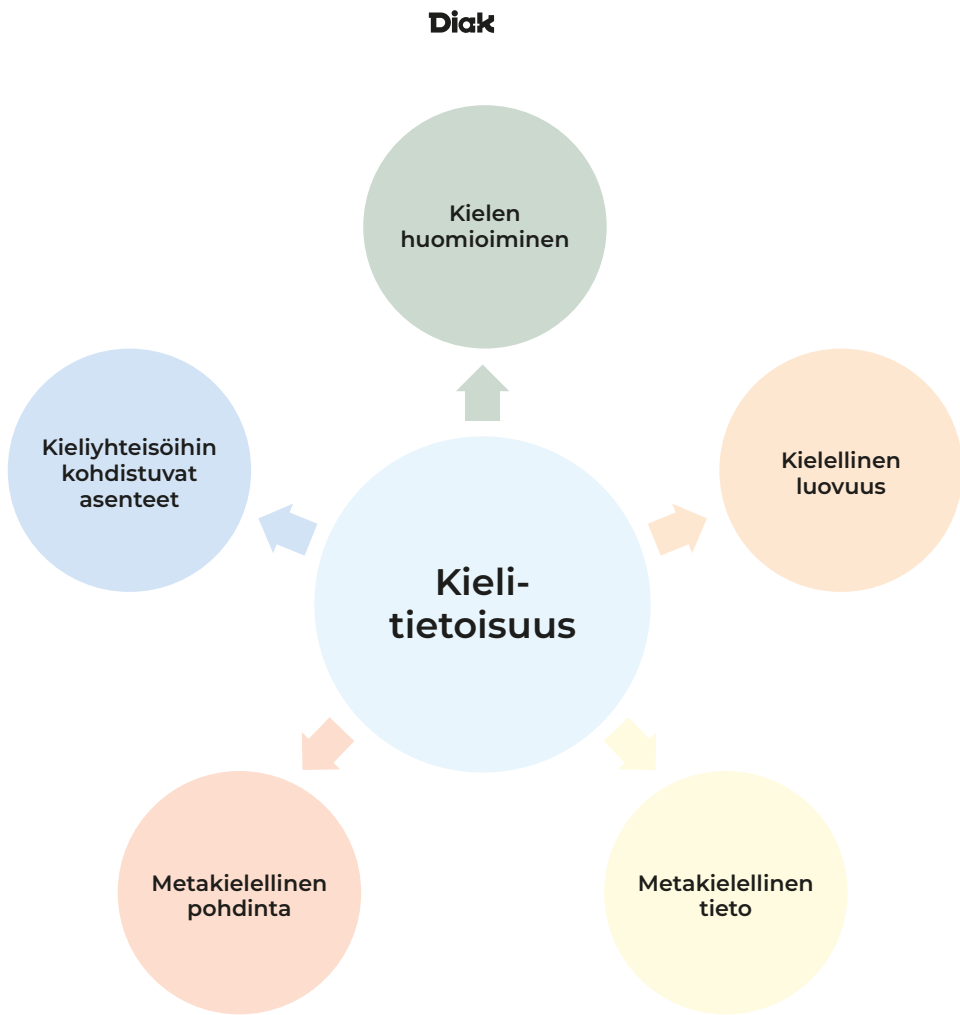 Diak
Kielen
huomioiminen
Kielellinen
luovuus
Metakielellinen
tieto
Metakielellinen
pohdinta
Kieliyhteisöihin
kohdistuvat
asenteet
Kieli-
tietoisuus